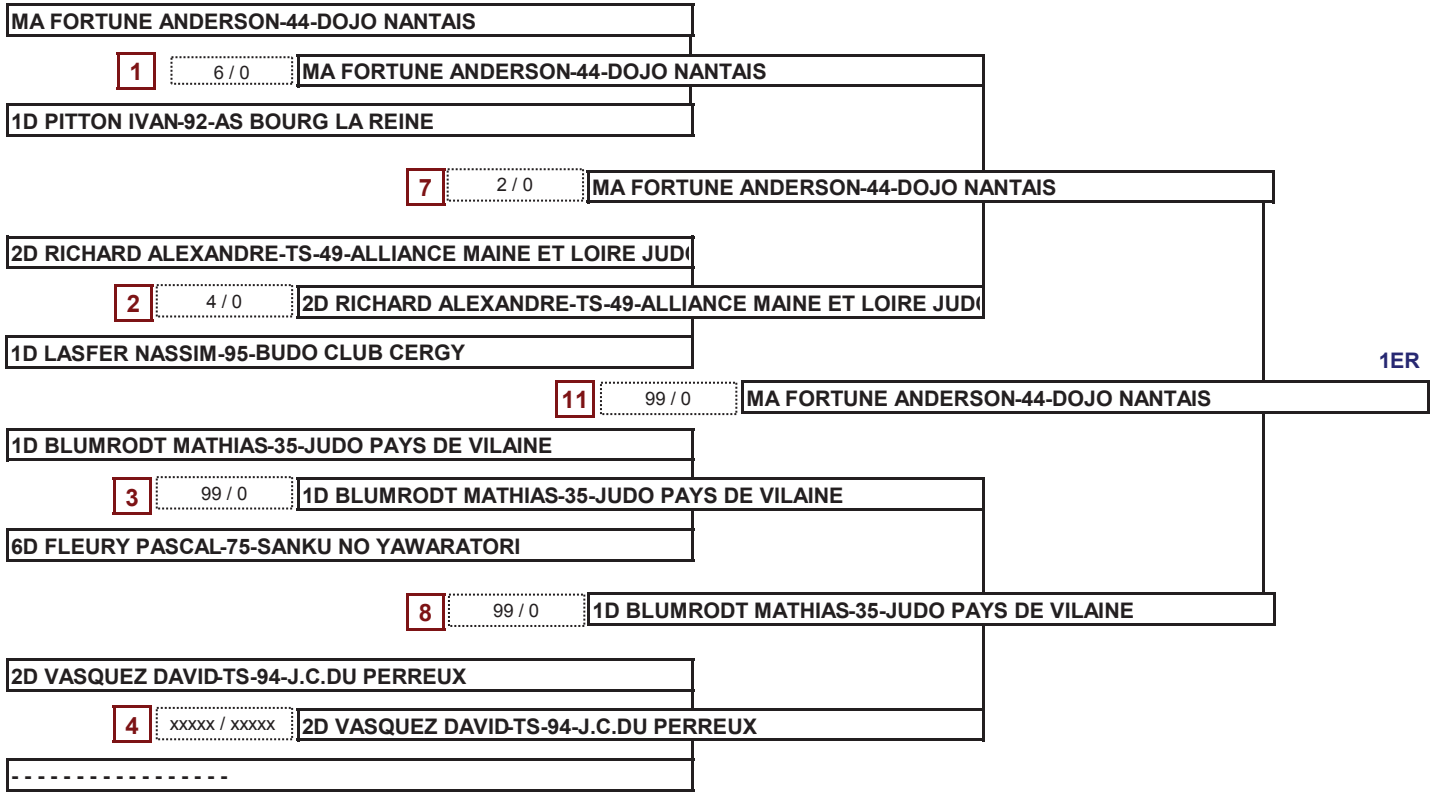 MA FORTUNE ANDERSON-44-DOJO NANTAIS
1 6 / 0 MA FORTUNE ANDERSON-44-DOJO NANTAIS
1D PITTON IVAN-92-AS BOURG LA REINE
7 2 / 0 MA FORTUNE ANDERSON-44-DOJO NANTAIS
2D RICHARD ALEXANDRE-TS-49-ALLIANCE MAINE ET LOIRE JUD
2 4 / 0 2D RICHARD ALEXANDRE-TS-49-ALLIANCE MAINE ET LOIRE JUD
1D LASFER NASSIM-95-BUDO CLUB CERGY
1ER
11 99 / 0 MA FORTUNE ANDERSON-44-DOJO NANTAIS
1D BLUMRODT MATHIAS-35-JUDO PAYS DE VILAINE
3 99 / 0 1D BLUMRODT MATHIAS-35-JUDO PAYS DE VILAINE
6D FLEURY PASCAL-75-SANKU NO YAWARATORI
8 99 / 0 1D BLUMRODT MATHIAS-35-JUDO PAYS DE VILAINE
2D VASQUEZ DAVID-TS-94-J.C.DU PERREUX
4 xxxxx / xxxxx 2D VASQUEZ DAVID-TS-94-J.C.DU PERREUX
- - - - - - - - - - - - - - - - -